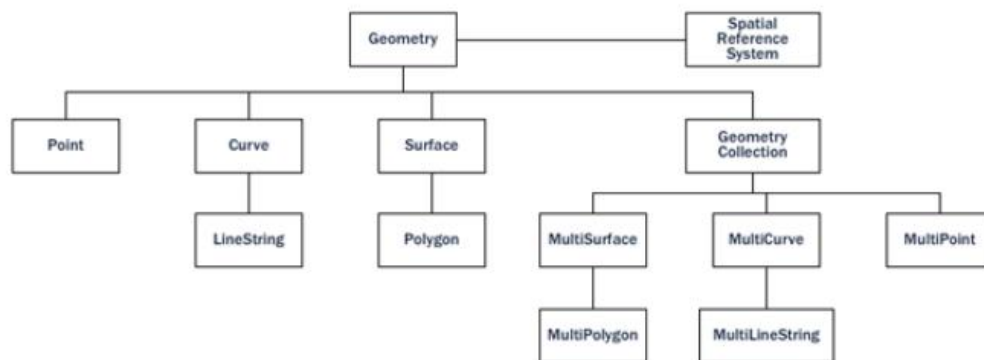 Geometry
Spatial
Reference
System
Point
Curve
Surface
Geometry
Collection
LineString
Polygon
MultiSurface
MultiCurve
MultiPoint
MultiPolygon
MultiLineString